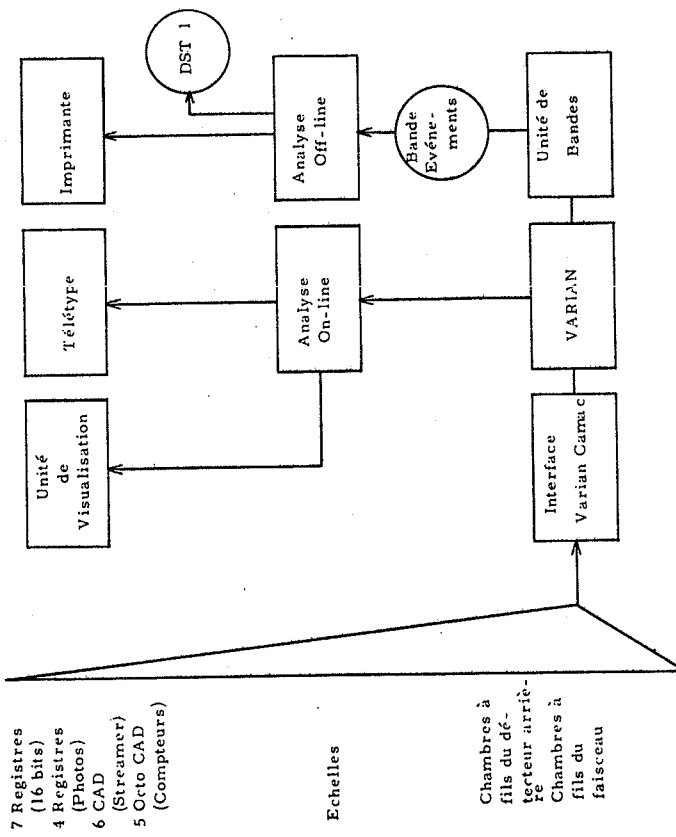 7 Registres
(16 bits)
4 Registres
(Photos)
6 CAD
(Streamer)
5 Octo CAD
(Compteurs)
Echelles
Chambres à
fils du dé-
tecteur arriè-
re
Chambres à
fils du
faisceau
Unité
de
Visualisation
Télétype
Imprimante
DST 1
Analyse
On-line
Analyse
Off-line
Bande
Evéne-
ments
Interface
Varian Camac
VARIAN
Unité de
Bandes